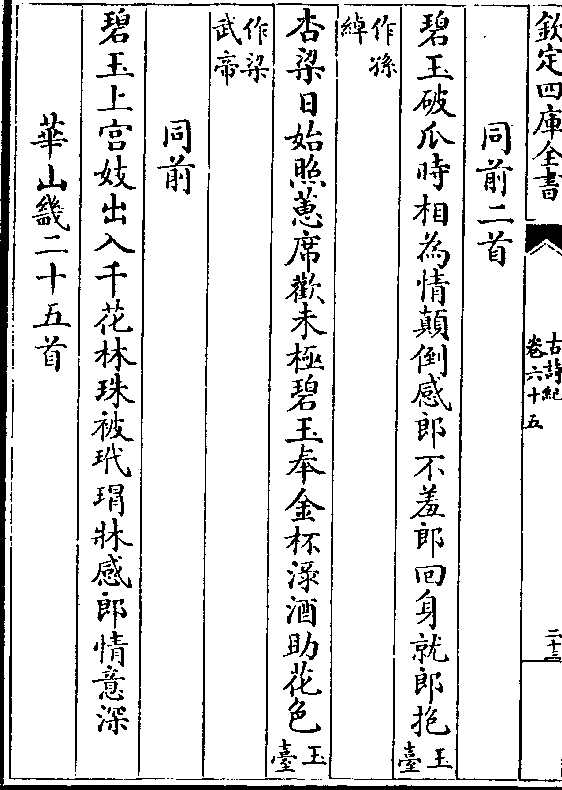 欽定四庫全書
古詩紀
卷六十五
二十三
同前二首
碧玉破瓜時相為情顛倒感郎不羞郎回身就郎抱玉臺
作孫綽
杏梁日始照蕙席歡未極碧玉奉金杯渌酒助花色玉臺
作梁武帝
同前
碧玉上宫妓出入千花林珠被玳瑁牀感郎情意深
華山畿二十五首